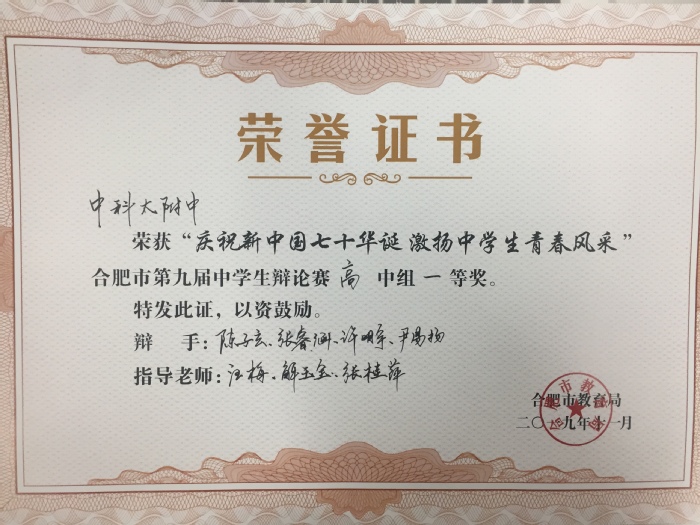 荣誉证书
中科大附中
荣获“庆祝新中国七十华诞 激扬中学生青春风采”
合肥市第九届中学生辩论赛高中组一等奖。
特发此证，以资鼓励。
辩 手：陈子玄、张睿涵、许明宇、尹易扬
指导老师：汪梅、解玉宝、张桂萍
合肥市教育局
二〇一九年十一月